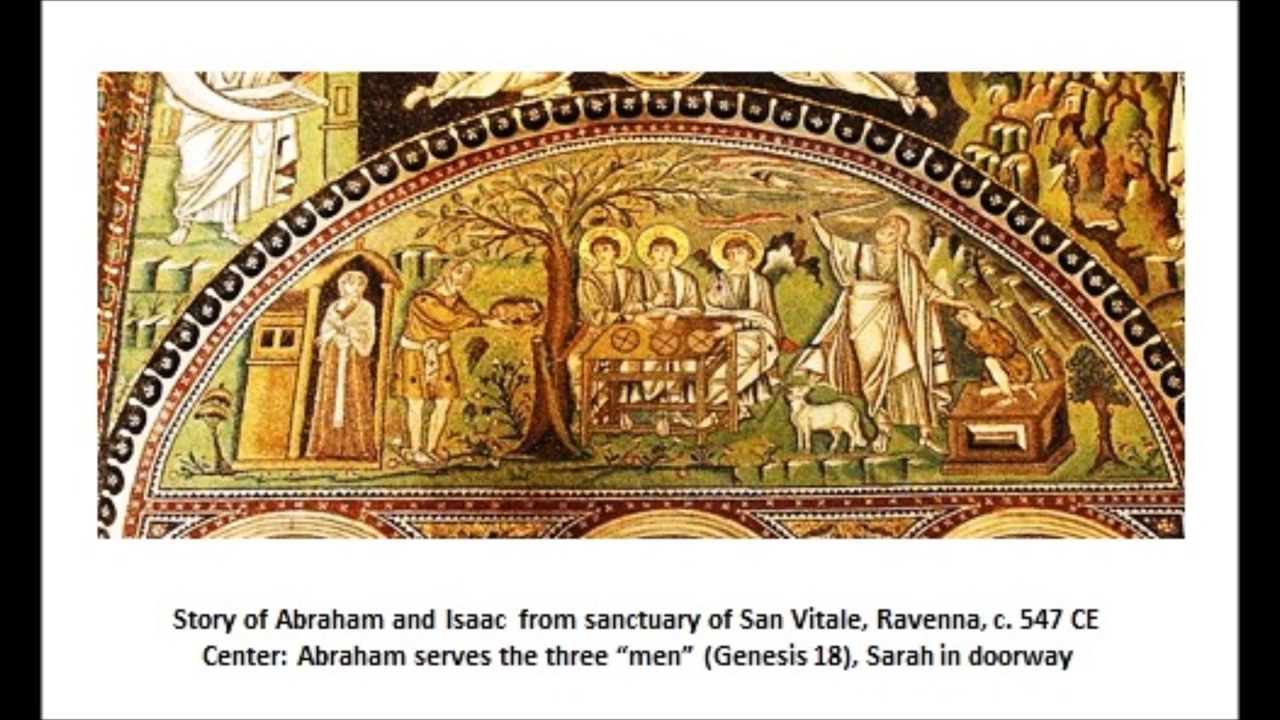 Story of Abraham and Isaac from sanctuary of San Vitale, Ravenna, c. 547 CE
Center: Abraham serves the three “men” (Genesis 18), Sarah in doorway